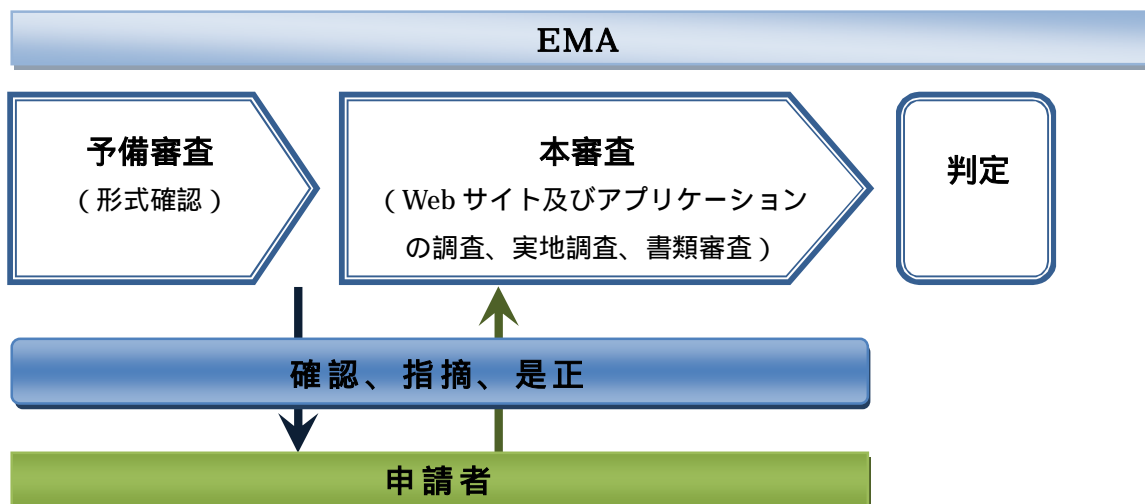 EMA
予備審査
（形式確認）
本審査
（Web サイト及びアプリケーション
の調査、実地調査、書類審査）
判定
確認、指摘、是正
申請者